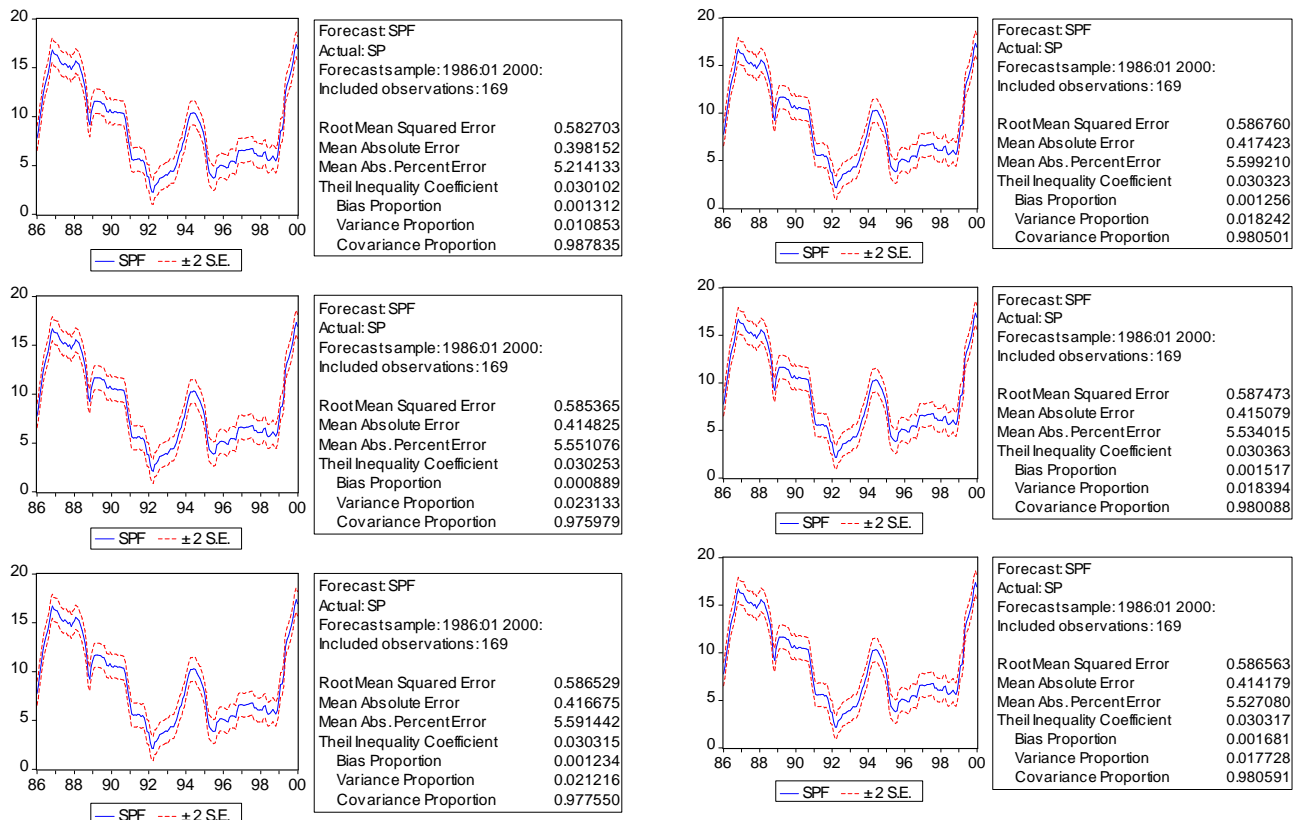 20
15
10
5
0
86 88 90 92 94 96 98 00
SPF ± 2 S.E.
Forecast: SPF
Actual: SP
Forecast sample: 1986:01 2000:
Included observations: 169
Root Mean Squared Error 0.582703
Mean Absolute Error 0.398152
Mean Abs. Percent Error 5.214133
Theil Inequality Coefficient 0.030102
Bias Proportion 0.001312
Variance Proportion 0.010853
Covariance Proportion 0.987835
20
15
10
5
0
86 88 90 92 94 96 98 00
SPF ± 2 S.E.
Forecast: SPF
Actual: SP
Forecast sample: 1986:01 2000:
Included observations: 169
Root Mean Squared Error 0.586760
Mean Absolute Error 0.417423
Mean Abs. Percent Error 5.599210
Theil Inequality Coefficient 0.030323
Bias Proportion 0.001256
Variance Proportion 0.018242
Covariance Proportion 0.980501
20
15
10
5
0
86 88 90 92 94 96 98 00
SPF ± 2 S.E.
Forecast: SPF
Actual: SP
Forecast sample: 1986:01 2000:
Included observations: 169
Root Mean Squared Error 0.585365
Mean Absolute Error 0.414825
Mean Abs. Percent Error 5.551076
Theil Inequality Coefficient 0.030253
Bias Proportion 0.000889
Variance Proportion 0.023133
Covariance Proportion 0.975979
20
15
10
5
0
86 88 90 92 94 96 98 00
SPF ± 2 S.E.
Forecast: SPF
Actual: SP
Forecast sample: 1986:01 2000:
Included observations: 169
Root Mean Squared Error 0.587473
Mean Absolute Error 0.415079
Mean Abs. Percent Error 5.534015
Theil Inequality Coefficient 0.030363
Bias Proportion 0.001517
Variance Proportion 0.018394
Covariance Proportion 0.980088
20
15
10
5
0
86 88 90 92 94 96 98 00
SPF ± 2 S.E.
Forecast: SPF
Actual: SP
Forecast sample: 1986:01 2000:
Included observations: 169
Root Mean Squared Error 0.586529
Mean Absolute Error 0.416675
Mean Abs. Percent Error 5.591442
Theil Inequality Coefficient 0.030315
Bias Proportion 0.001234
Variance Proportion 0.021216
Covariance Proportion 0.977550
20
15
10
5
0
86 88 90 92 94 96 98 00
SPF ± 2 S.E.
Forecast: SPF
Actual: SP
Forecast sample: 1986:01 2000:
Included observations: 169
Root Mean Squared Error 0.586563
Mean Absolute Error 0.414179
Mean Abs. Percent Error 5.527080
Theil Inequality Coefficient 0.030317
Bias Proportion 0.001681
Variance Proportion 0.017728
Covariance Proportion 0.980591